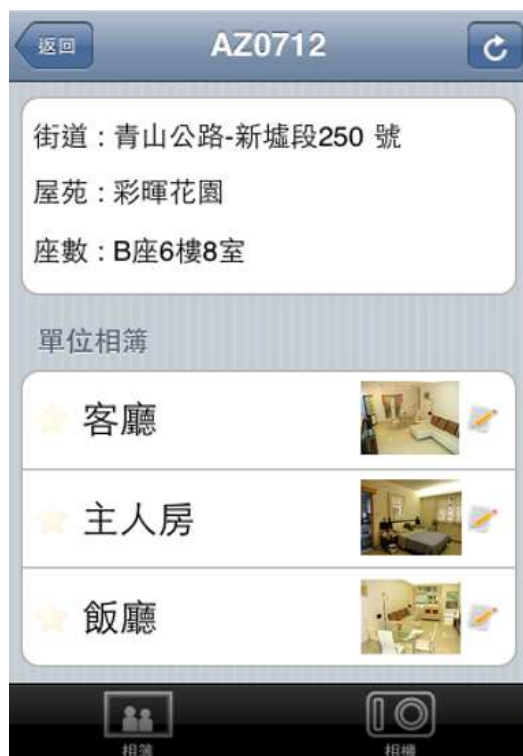 返回
AZ0712
街道：青山公路-新墟段250 號
屋苑：彩暉花園
座數：B座6樓8室
單位相簿
客廳
主人房
飯廳
相簿
相機